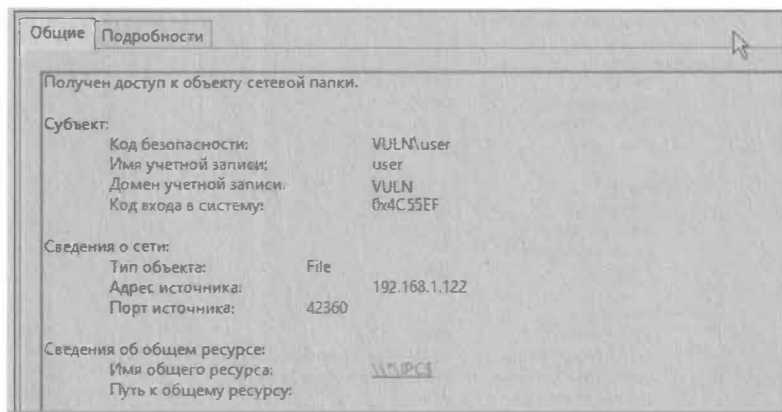 Общие Подробности
Получен доступ к объекту сетевой папки.
Субъект:
Код безопасности: VULN\user
Имя учетной записи: user
Домен учетной записи. VULN
Код входа в систему: 0x4C55EF
Сведения о сети:
Тип объекта: File
Адрес источника: 192.168.1.122
Порт источника: 42360
Сведения об общем ресурсе:
Имя общего ресурса: \\*\IPC$
Путь к общему ресурсу: